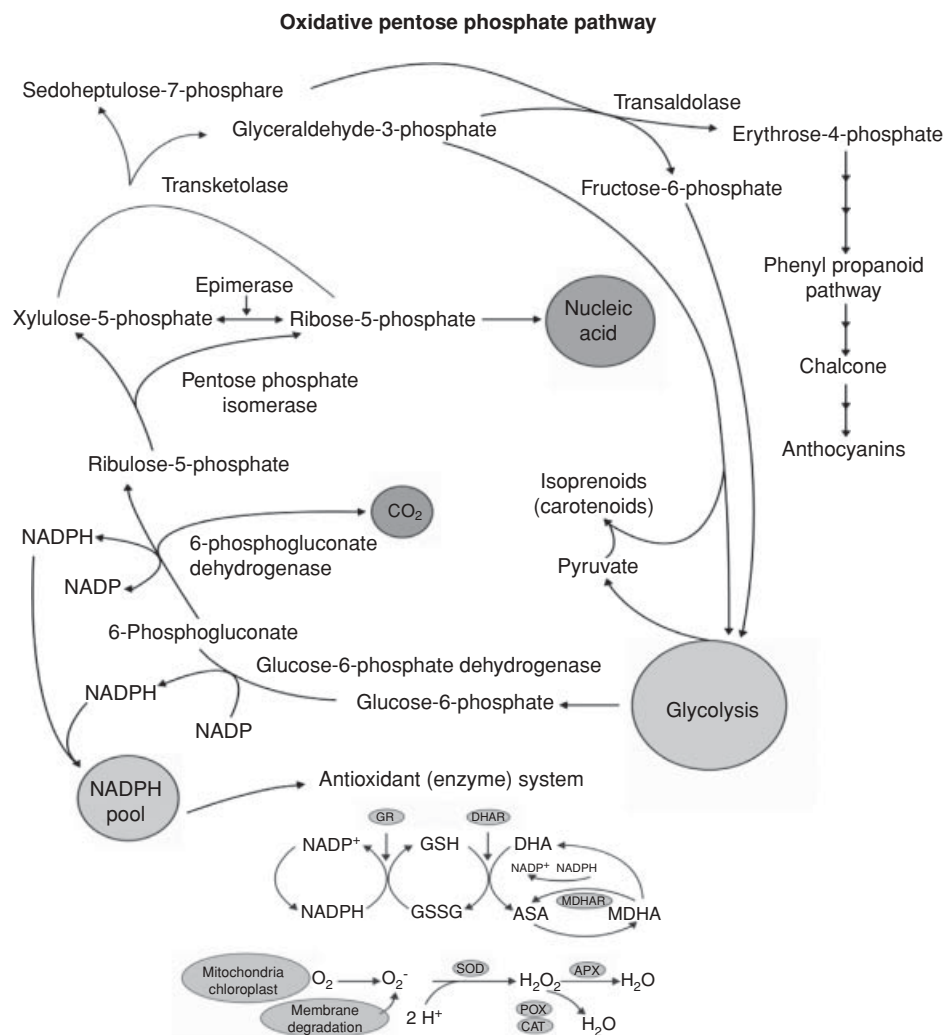 Oxidative pentose phosphate pathway
Sedoheptulose-7-phosphare
Transaldolase
Glyceraldehyde-3-phosphate
Erythrose-4-phosphate
Transketolase
Fructose-6-phosphate
Epimerase
Xylulose-5-phosphate
Ribose-5-phosphate
Nucleic
acid
Phenyl propanoid
pathway
Pentose phosphate
isomerase
Chalcone
Anthocyanins
Ribulose-5-phosphate
Isoprenoids
(carotenoids)
CO₂
NADPH
6-phosphogluconate
dehydrogenase
NADP
Pyruvate
6-Phosphogluconate
Glucose-6-phosphate dehydrogenase
NADPH
Glucose-6-phosphate
Glycolysis
NADP
NADPH
pool
Antioxidant (enzyme) system
GR
DHAR
NADP⁺
GSH
DHA
NADP⁺ NADPH
NADPH
GSSG
ASA
MDHAR
MDHA
Mitochondria
chloroplast
O₂
O₂⁻
SOD
H₂O₂
APX
H₂O
Membrane
degradation
2 H⁺
POX
CAT
H₂O